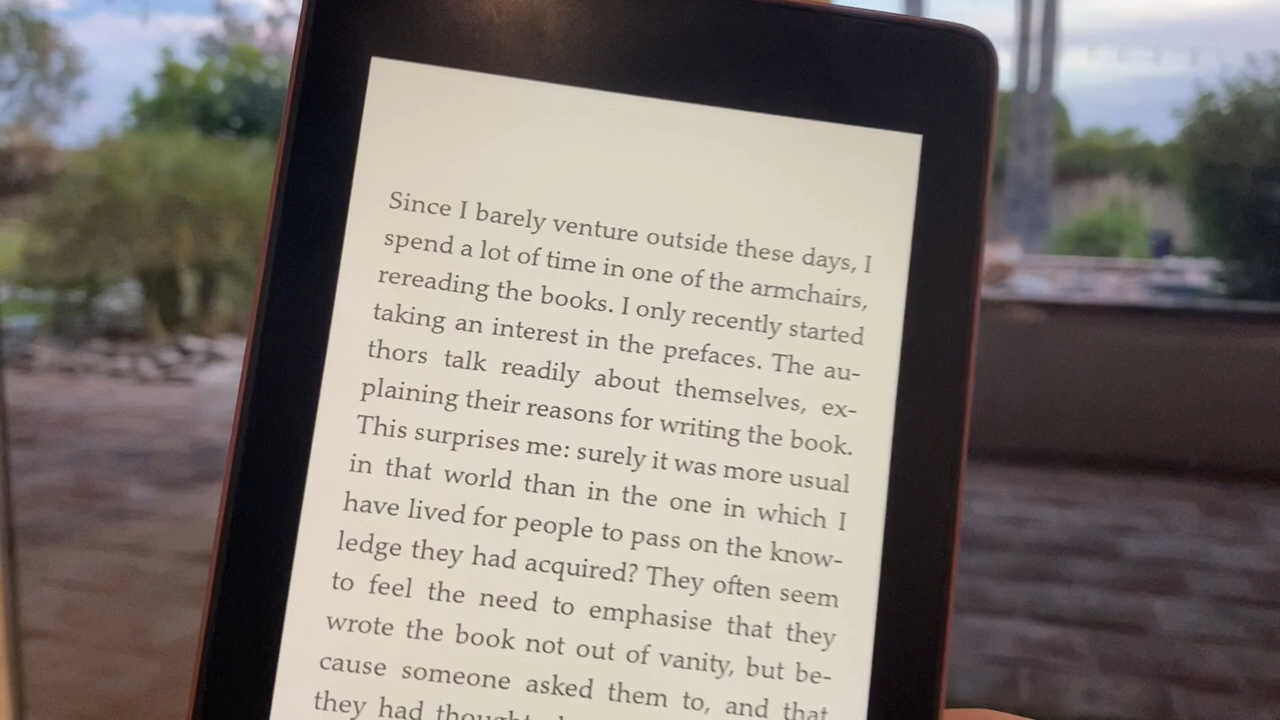 Since I barely venture outside these days, I
spend a lot of time in one of the armchairs,
rereading the books. I only recently started
taking an interest in the prefaces. The au-
thors talk readily about themselves, ex-
plaining their reasons for writing the book.
This surprises me: surely it was more usual
in that world than in the one in which I
have lived for people to pass on the know-
ledge they had acquired? They often seem
to feel the need to emphasise that they
wrote the book not out of vanity, but be-
cause someone asked them to, and that
they had thought